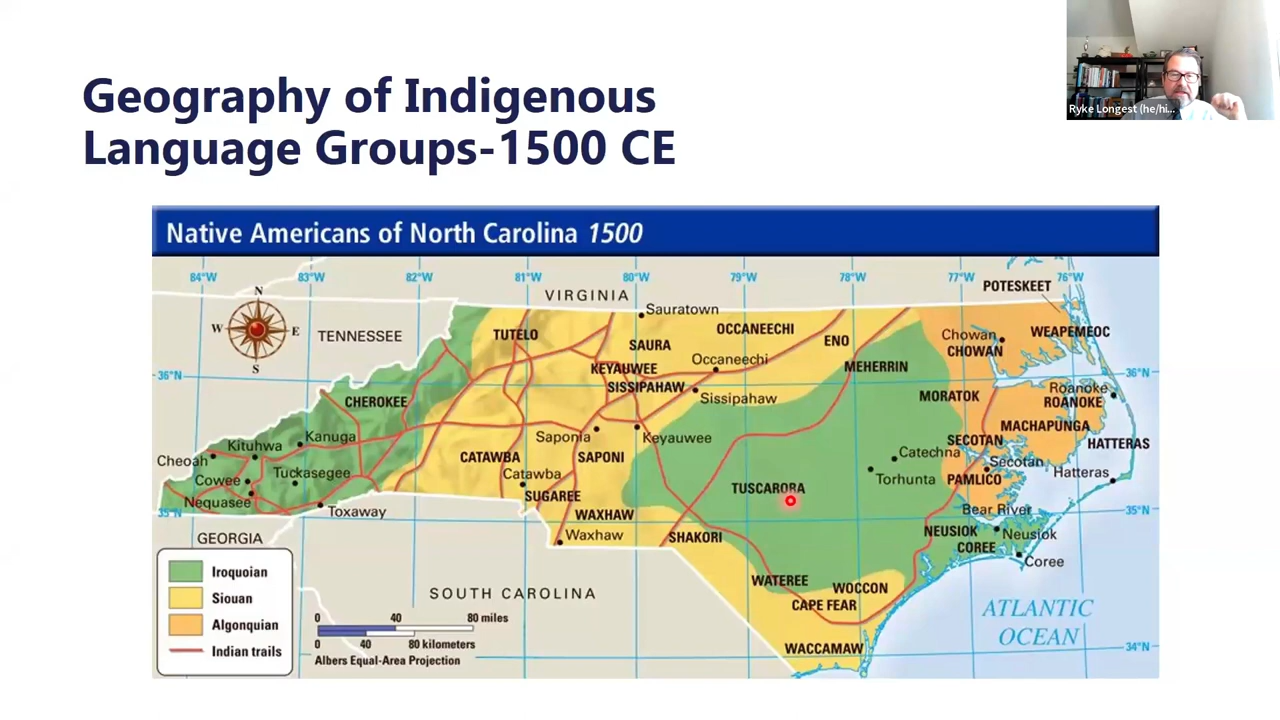 Geography of Indigenous
Language Groups-1500 CE
Ryke Longest (he/hi...
Native Americans of North Carolina 1500
84°W
83°W
82°W
81°W
80°W
79°W
78°W
77°W
76°W
POTESKEET
N
W
E
S
VIRGINIA
Sauratown
TENNESSEE
TUTELO
SAURA
OCCANEECHI
ENO
Chowan
CHOWAN
WEAPEMEOC
36°N
KEYAUWEE
Occaneechi
MEHERRIN
36°N
SISSIPAHAW
Sissipahaw
CHEROKEE
MORATOK
Roanoke
ROANOKE
Kituhwa
Kanuga
Saponi
Keyauwee
MACHAPUNGA
SECOTAN
HATTERAS
Cheoah
CATAWBA
SAPONI
Catechna
Secotan
Cowee
Tuckasegee
Catawba
Torhunta
PAMLICO
Hatteras
Nequasee
SUGAREE
TUSCARORA
35°N
Toxaway
WAXHAW
Bear River
35°N
GEORGIA
Waxhaw
SHAKORI
NEUSIOK
Neusiok
COREE
Coree
Iroquoian
WATEREE
WOCCON
Siouan
SOUTH CAROLINA
CAPE FEAR
ATLANTIC
OCEAN
Algonquian
0
40
80 miles
Indian trails
0
40
80 kilometers
WACCAMAW
34°N
Albers Equal-Area Projection